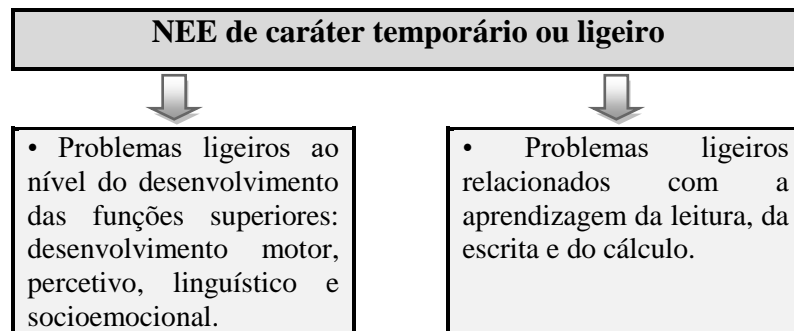 NEE de caráter temporário ou ligeiro
• Problemas ligeiros ao
nível do desenvolvimento
das funções superiores:
desenvolvimento motor,
percetivo, linguístico e
socioemocional.
• Problemas ligeiros
relacionados com a
aprendizagem da leitura, da
escrita e do cálculo.